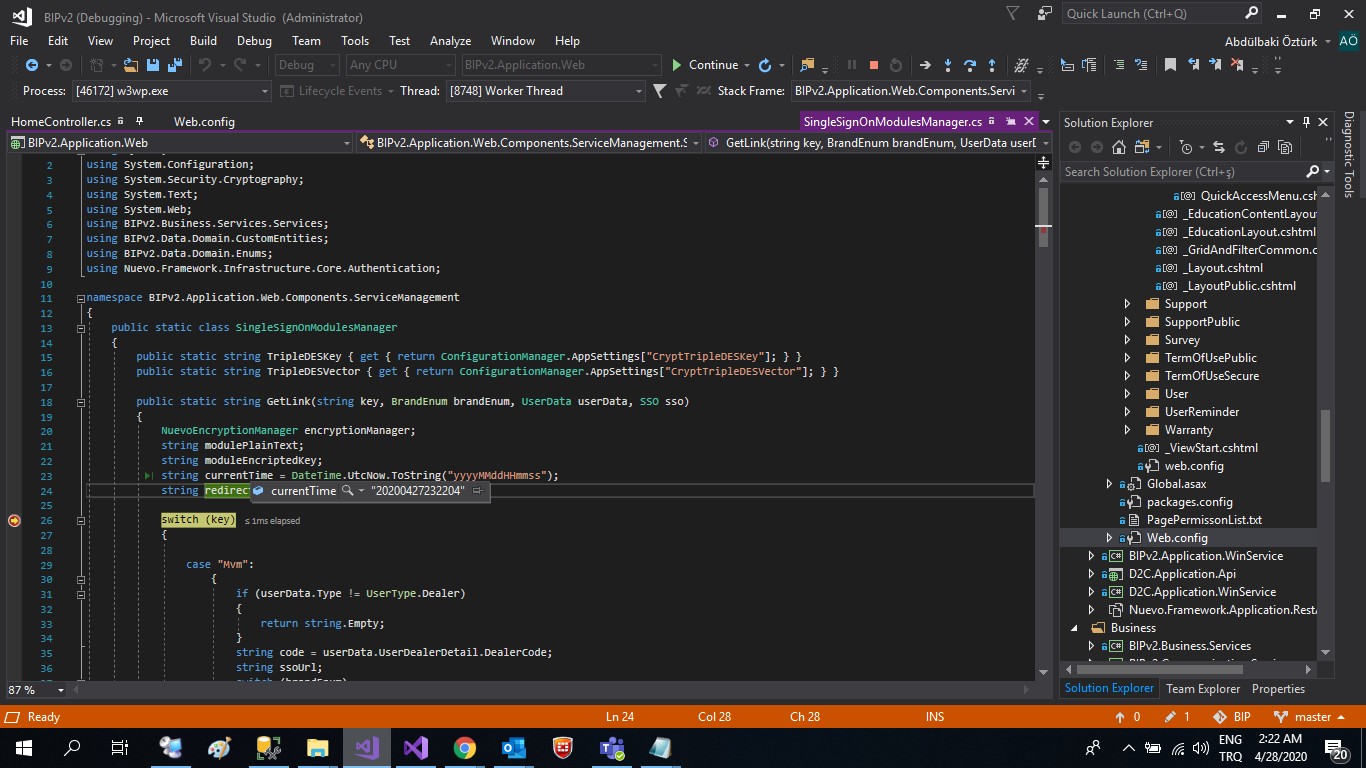 BIPv2 (Debugging) - Microsoft Visual Studio (Administrator)
Quick Launch (Ctrl+Q)
File Edit View Project Build Debug Team Tools Test Analyze Window Help
Abdülbaki Öztürk AÖ
Debug Any CPU BIPv2.Application.Web Continue
Process: [46172] w3wp.exe Lifecycle Events Thread: [8748] Worker Thread Stack Frame: BIPv2.Application.Web.Components.Servi
HomeController.cs Web.config SingleSignOnModulesManager.cs
BIPv2.Application.Web BIPv2.Application.Web.Components.ServiceManagement.S GetLink(string key, BrandEnum brandEnum, UserData userD
2 using System.Configuration;
3 using System.Security.Cryptography;
4 using System.Text;
5 using System.Web;
6 using BIPv2.Business.Services.Services;
7 using BIPv2.Data.Domain.CustomEntities;
8 using BIPv2.Data.Domain.Enums;
9 using Nuevo.Framework.Infrastructure.Core.Authentication;
10
11 namespace BIPv2.Application.Web.Components.ServiceManagement
12 {
13 public static class SingleSignOnModulesManager
14 {
15 public static string TripleDESKey { get { return ConfigurationManager.AppSettings["CryptTripleDESKey"]; } }
16 public static string TripleDESVector { get { return ConfigurationManager.AppSettings["CryptTripleDESVector"]; } }
17
18 public static string GetLink(string key, BrandEnum brandEnum, UserData userData, SSO sso)
19 {
20 NuevoEncryptionManager encryptionManager;
21 string modulePlainText;
22 string moduleEncriptedKey;
23 string currentTime = DateTime.UtcNow.ToString("yyyyMMddHHmmss");
24 string redirect currentTime "20200427232204"
25
26 switch (key) ≤ 1ms elapsed
27 {
28
29 case "Mvm":
30 {
31 if (userData.Type != UserType.Dealer)
32 {
33 return string.Empty;
34 }
35 string code = userData.UserDealerDetail.DealerCode;
36 string ssoUrl;
87 %
Solution Explorer
Search Solution Explorer (Ctrl+ş)
QuickAccessMenu.csh
_EducationContentLayou
_EducationLayout.cshtml
_GridAndFilterCommon.c
_Layout.cshtml
_LayoutPublic.cshtml
Support
SupportPublic
Survey
TermOfUsePublic
TermOfUseSecure
User
UserReminder
Warranty
_ViewStart.cshtml
web.config
Global.asax
packages.config
PagePermissonList.txt
Web.config
BIPv2.Application.WinService
D2C.Application.Api
D2C.Application.WinService
Nuevo.Framework.Application.Rest
Business
BIPv2.Business.Services
Solution Explorer Team Explorer Properties
Diagnostic Tools
Ready Ln 24 Col 28 Ch 28 INS 0 1 BIP master
ENG
TRQ
2:22 AM
4/28/2020
20